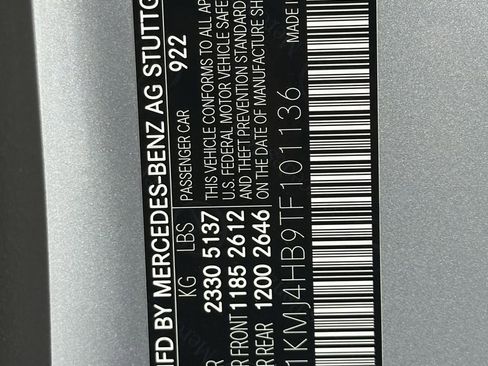 MFD BY MERCEDES-BENZ AG STUTTG
KG LBS PASSENGER CAR 922
2330 5137 THIS VEHICLE CONFORMS TO ALL AP
R FRONT 1185 2612 U.S. FEDERAL MOTOR VEHICLE SAFE
R REAR 1200 2646 AND THEFT PREVENTION STANDARD
ON THE DATE OF MANUFACTURE SH
1KMJ4HB9TF101136 MADE IN